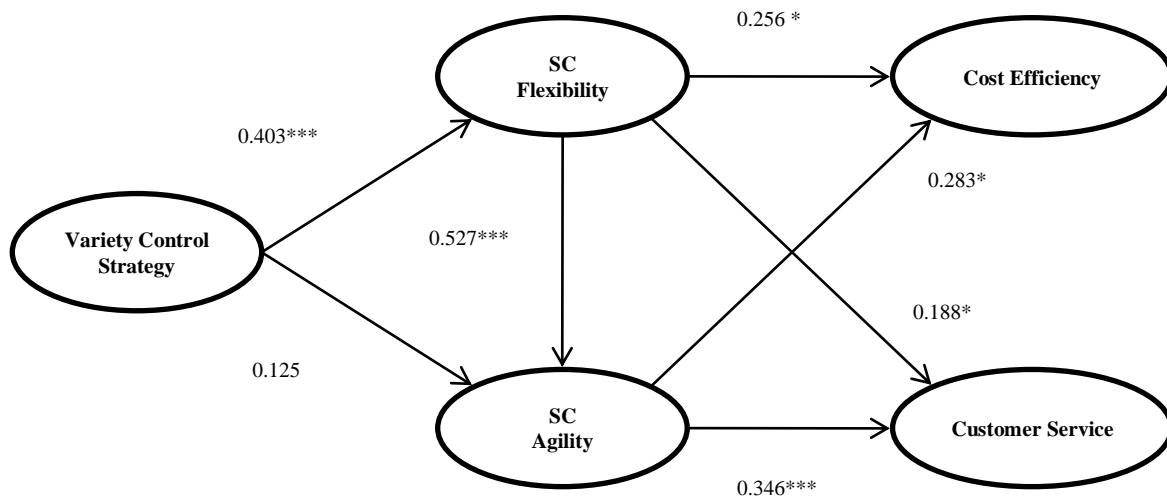 0.256 *
SC
Flexibility
Cost Efficiency
0.403***
0.283*
Variety Control
Strategy
0.527***
0.188*
0.125
SC
Agility
Customer Service
0.346***